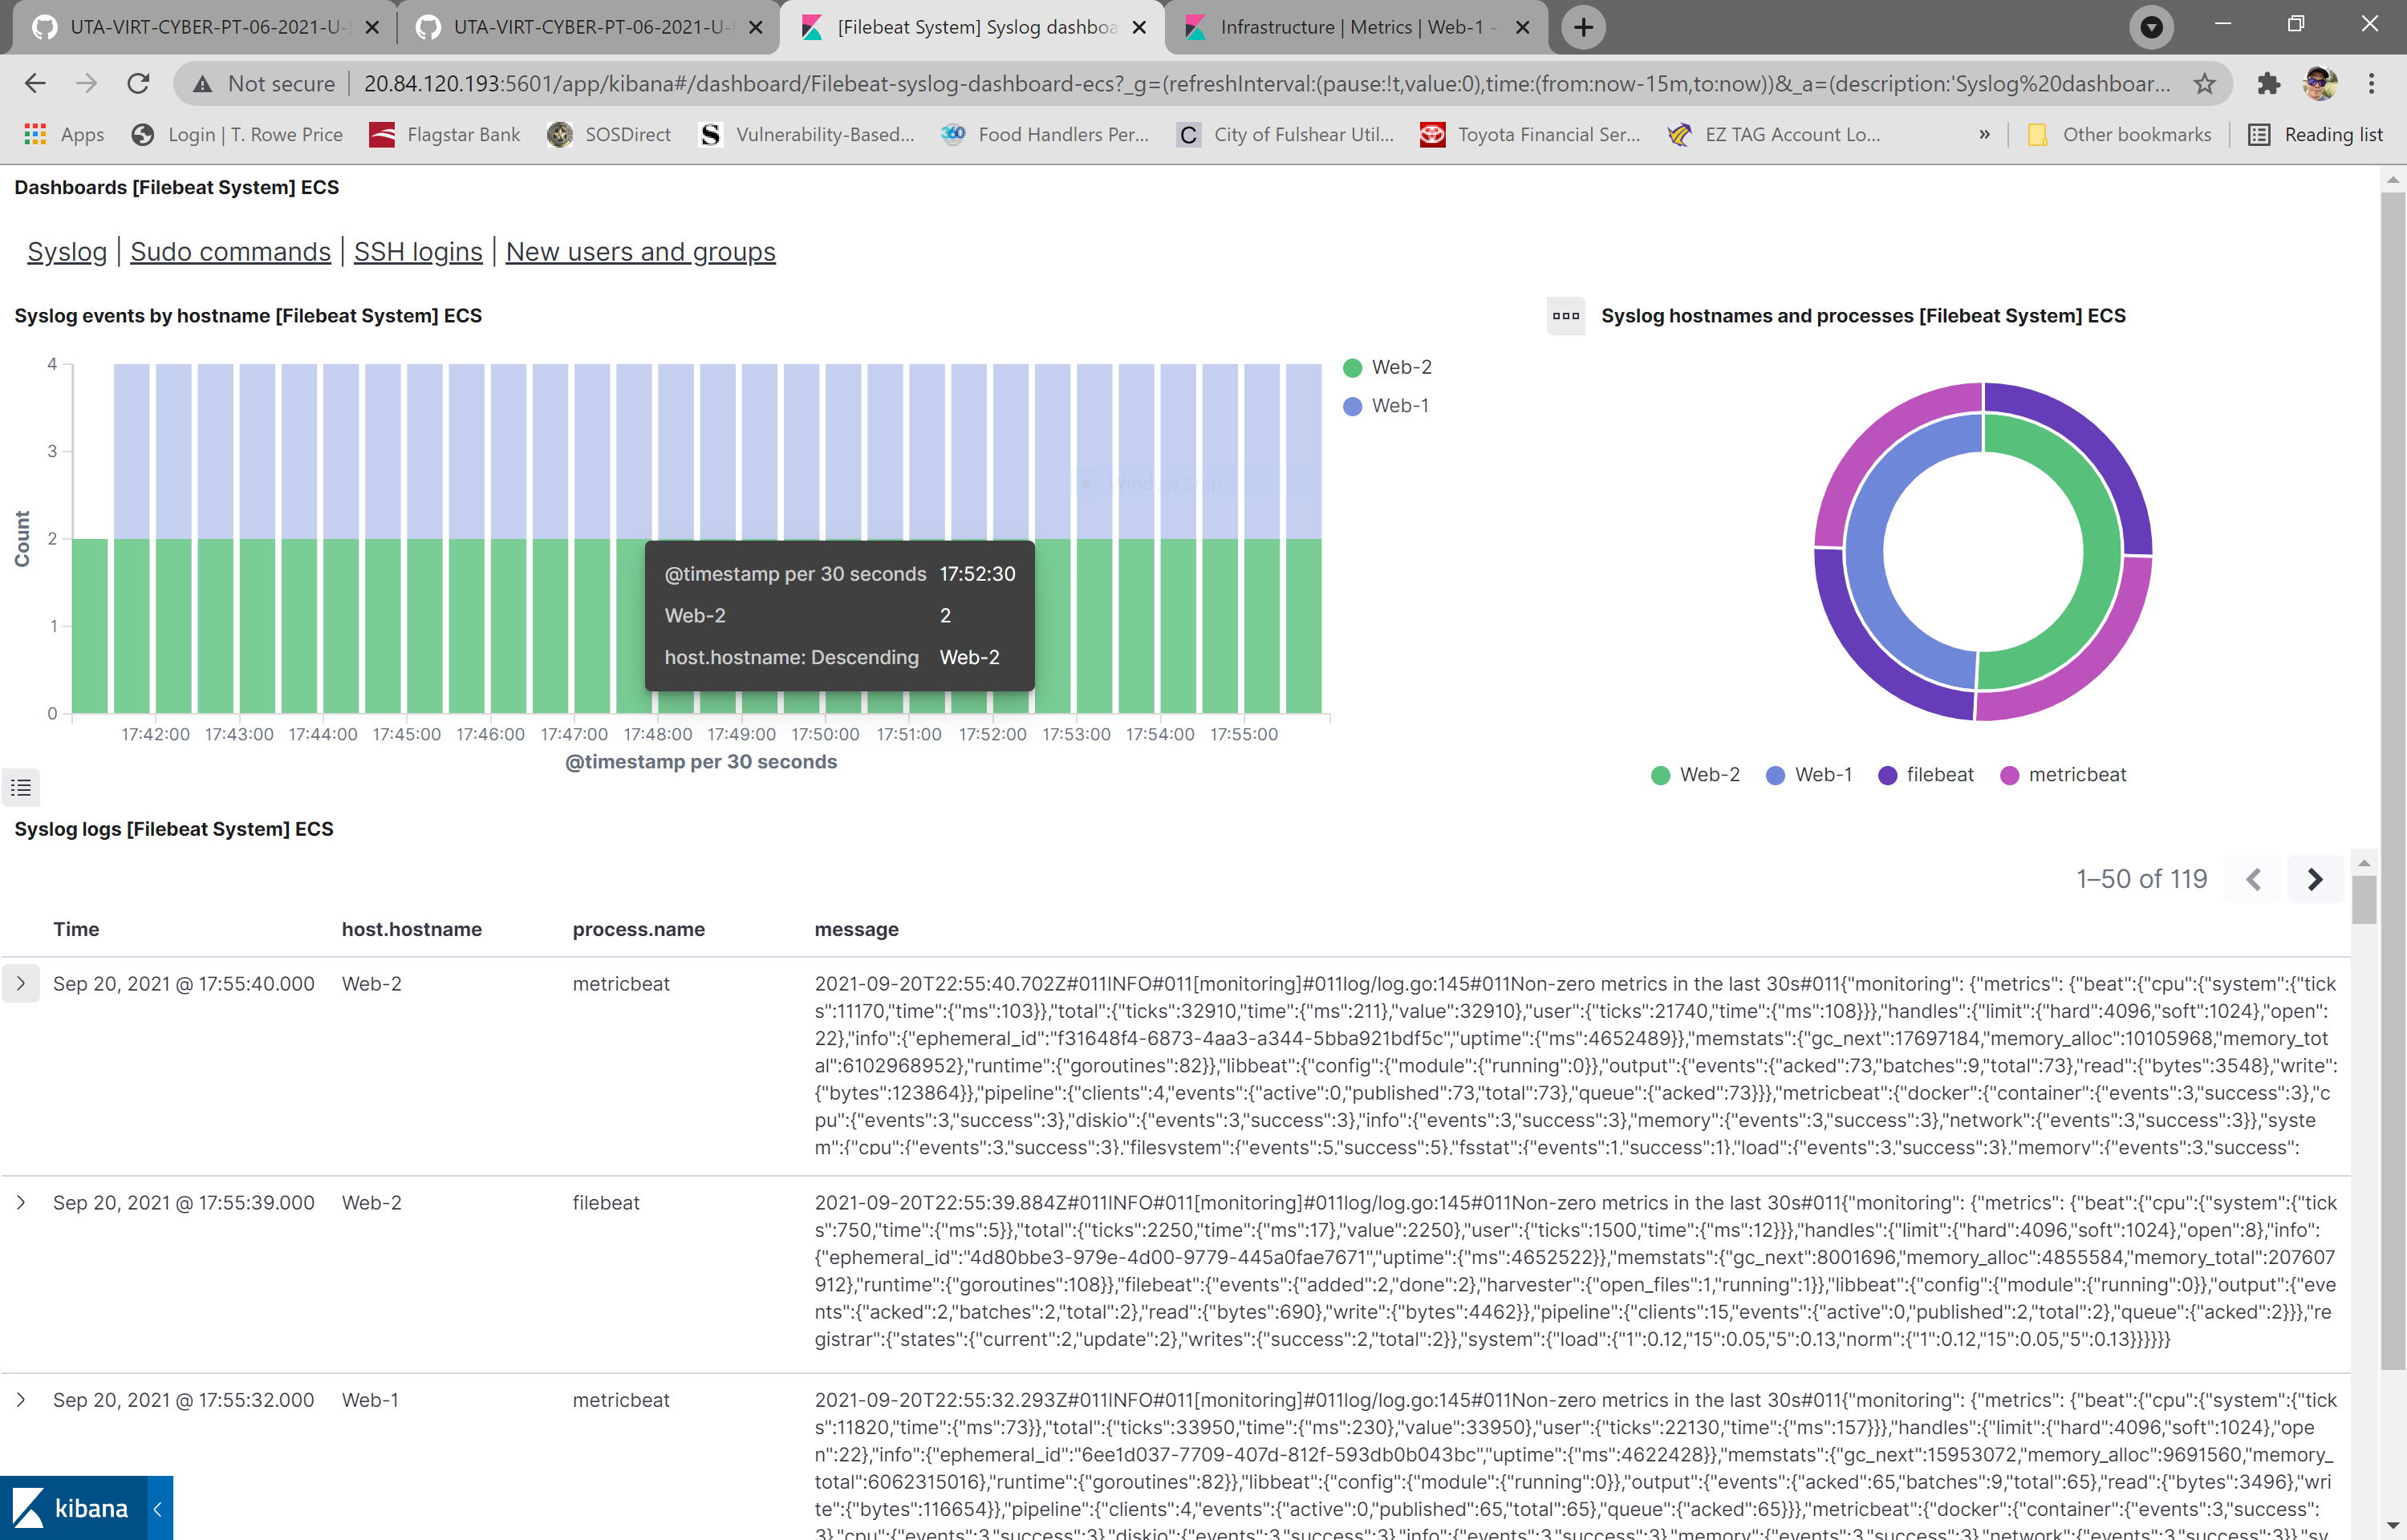 UTA-VIRT-CYBER-PT-06-2021-U-
UTA-VIRT-CYBER-PT-06-2021-U-
[Filebeat System] Syslog dashboa
Infrastructure | Metrics | Web-1 -
Not secure
20.84.120.193:5601/app/kibana#/dashboard/Filebeat-syslog-dashboard-ecs?_g=(refreshInterval:(pause:!t,value:0),time:(from:now-15m,to:now))&_a=(description:'Syslog%20dashboar...
Apps
Login | T. Rowe Price
Flagstar Bank
SOSDirect
Vulnerability-Based...
Food Handlers Per...
City of Fulshear Util...
Toyota Financial Ser...
EZ TAG Account Lo...
»
Other bookmarks
Reading list
Dashboards [Filebeat System] ECS
Syslog | Sudo commands | SSH logins | New users and groups
Syslog events by hostname [Filebeat System] ECS
4
3
2
1
0
Count
Window Snip
Web-2
Web-1
@timestamp per 30 seconds 17:52:30
Web-2 2
host.hostname: Descending Web-2
17:42:00 17:43:00 17:44:00 17:45:00 17:46:00 17:47:00 17:48:00 17:49:00 17:50:00 17:51:00 17:52:00 17:53:00 17:54:00 17:55:00
@timestamp per 30 seconds
Syslog hostnames and processes [Filebeat System] ECS
Web-2 Web-1 filebeat metricbeat
Syslog logs [Filebeat System] ECS
1–50 of 119
Time host.hostname process.name message
Sep 20, 2021 @ 17:55:40.000 Web-2 metricbeat
2021-09-20T22:55:40.702Z#011INFO#011[monitoring]#011log/log.go:145#011Non-zero metrics in the last 30s#011{"monitoring": {"metrics": {"beat":{"cpu":{"system":{"tick
s":11170,"time":{"ms":103}},"total":{"ticks":32910,"time":{"ms":211},"value":32910},"user":{"ticks":21740,"time":{"ms":108}}},"handles":{"limit":{"hard":4096,"soft":1024},"open":
22},"info":{"ephemeral_id":"f31648f4-6873-4aa3-a344-5bba921bdf5c","uptime":{"ms":4652489}},"memstats":{"gc_next":17697184,"memory_alloc":10105968,"memory_tot
al":6102968952},"runtime":{"goroutines":82}},"libbeat":{"config":{"module":{"running":0}},"output":{"events":{"acked":73,"batches":9,"total":73},"read":{"bytes":3548},"write":
{"bytes":123864}},"pipeline":{"clients":4,"events":{"active":0,"published":73,"total":73},"queue":{"acked":73}}},"metricbeat":{"docker":{"container":{"events":3,"success":3},"c
pu":{"events":3,"success":3},"diskio":{"events":3,"success":3},"info":{"events":3,"success":3},"memory":{"events":3,"success":3},"network":{"events":3,"success":3}},"syste
m":{"cpu":{"events":3,"success":3},"filesystem":{"events":5,"success":5},"fsstat":{"events":1,"success":1},"load":{"events":3,"success":3},"memory":{"events":3,"success":
Sep 20, 2021 @ 17:55:39.000 Web-2 filebeat
2021-09-20T22:55:39.884Z#011INFO#011[monitoring]#011log/log.go:145#011Non-zero metrics in the last 30s#011{"monitoring": {"metrics": {"beat":{"cpu":{"system":{"tick
s":750,"time":{"ms":5}},"total":{"ticks":2250,"time":{"ms":17},"value":2250},"user":{"ticks":1500,"time":{"ms":12}}},"handles":{"limit":{"hard":4096,"soft":1024},"open":8},"info":
{"ephemeral_id":"4d80bbe3-979e-4d00-9779-445a0fae7671","uptime":{"ms":4652522}},"memstats":{"gc_next":8001696,"memory_alloc":4855584,"memory_total":207607
912},"runtime":{"goroutines":108}},"filebeat":{"events":{"added":2,"done":2},"harvester":{"open_files":1,"running":1}},"libbeat":{"config":{"module":{"running":0}},"output":{"eve
nts":{"acked":2,"batches":2,"total":2},"read":{"bytes":690},"write":{"bytes":4462}},"pipeline":{"clients":15,"events":{"active":0,"published":2,"total":2},"queue":{"acked":2}}},"re
gistrar":{"states":{"current":2,"update":2},"writes":{"success":2,"total":2}},"system":{"load":{"1":0.12,"15":0.05,"5":0.13,"norm":{"1":0.12,"15":0.05,"5":0.13}}}}}}
Sep 20, 2021 @ 17:55:32.000 Web-1 metricbeat
2021-09-20T22:55:32.293Z#011INFO#011[monitoring]#011log/log.go:145#011Non-zero metrics in the last 30s#011{"monitoring": {"metrics": {"beat":{"cpu":{"system":{"tick
s":11820,"time":{"ms":73}},"total":{"ticks":33950,"time":{"ms":230},"value":33950},"user":{"ticks":22130,"time":{"ms":157}}},"handles":{"limit":{"hard":4096,"soft":1024},"ope
n":22},"info":{"ephemeral_id":"6ee1d037-7709-407d-812f-593db0b043bc","uptime":{"ms":4622428}},"memstats":{"gc_next":15953072,"memory_alloc":9691560,"memory_
total":6062315016},"runtime":{"goroutines":82}},"libbeat":{"config":{"module":{"running":0}},"output":{"events":{"acked":65,"batches":9,"total":65},"read":{"bytes":3496},"wri
te":{"bytes":116654}},"pipeline":{"clients":4,"events":{"active":0,"published":65,"total":65},"queue":{"acked":65}}},"metricbeat":{"docker":{"container":{"events":3,"success":
3},"cpu":{"events":3,"success":3},"diskio":{"events":3,"success":3},"info":{"events":3,"success":3},"memory":{"events":3,"success":3},"network":{"events":3,"success":3}},"sy
kibana